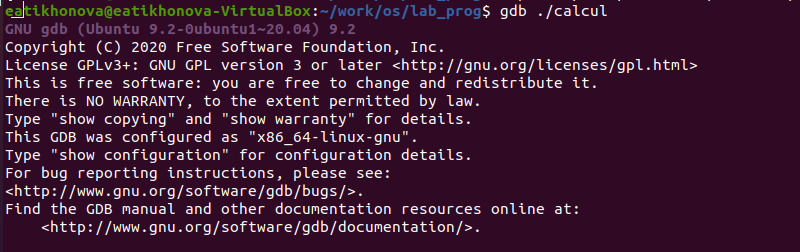 eatikhonova@eatikhonova-VirtualBox:~/work/os/lab_prog$ gdb ./calcul
GNU gdb (Ubuntu 9.2-0ubuntu1~20.04) 9.2
Copyright (C) 2020 Free Software Foundation, Inc.
License GPLv3+: GNU GPL version 3 or later <http://gnu.org/licenses/gpl.html>
This is free software: you are free to change and redistribute it.
There is NO WARRANTY, to the extent permitted by law.
Type "show copying" and "show warranty" for details.
This GDB was configured as "x86_64-linux-gnu".
Type "show configuration" for configuration details.
For bug reporting instructions, please see:
<http://www.gnu.org/software/gdb/bugs/>.
Find the GDB manual and other documentation resources online at:
    <http://www.gnu.org/software/gdb/documentation/>.